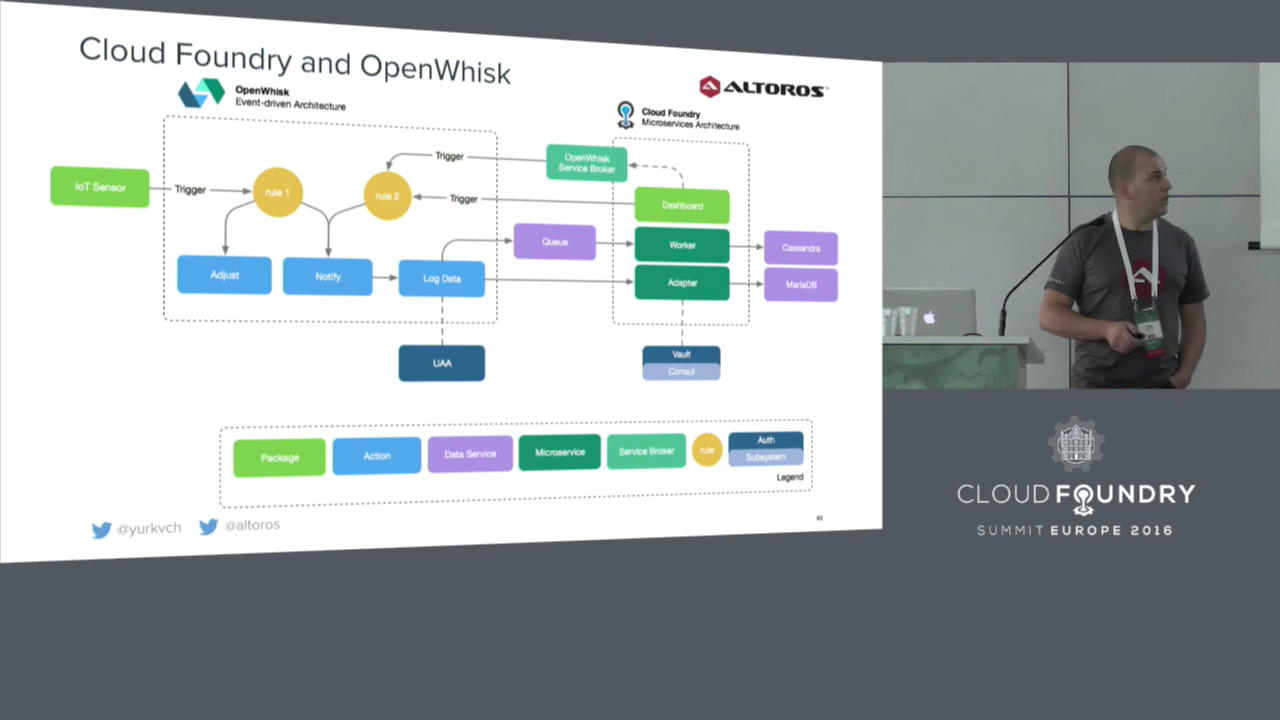 Cloud Foundry and OpenWhisk
OpenWhisk
Event-driven Architecture
ALTOROS
Cloud Foundry
Microservices Architecture
Trigger
OpenWhisk
Service Broker
IoT Sensor
Trigger
rule 1
rule 2
Trigger
Dashboard
Queue
Worker
Cassandra
Adjust
Notify
Log Data
Adapter
MariaDB
UAA
Vault
Consul
Package
Action
Data Service
Microservice
Service Broker
rule
Auth
Subsystem
Legend
@yurkvch
@altoros
CLOUD FOUNDRY
SUMMIT EUROPE 2016